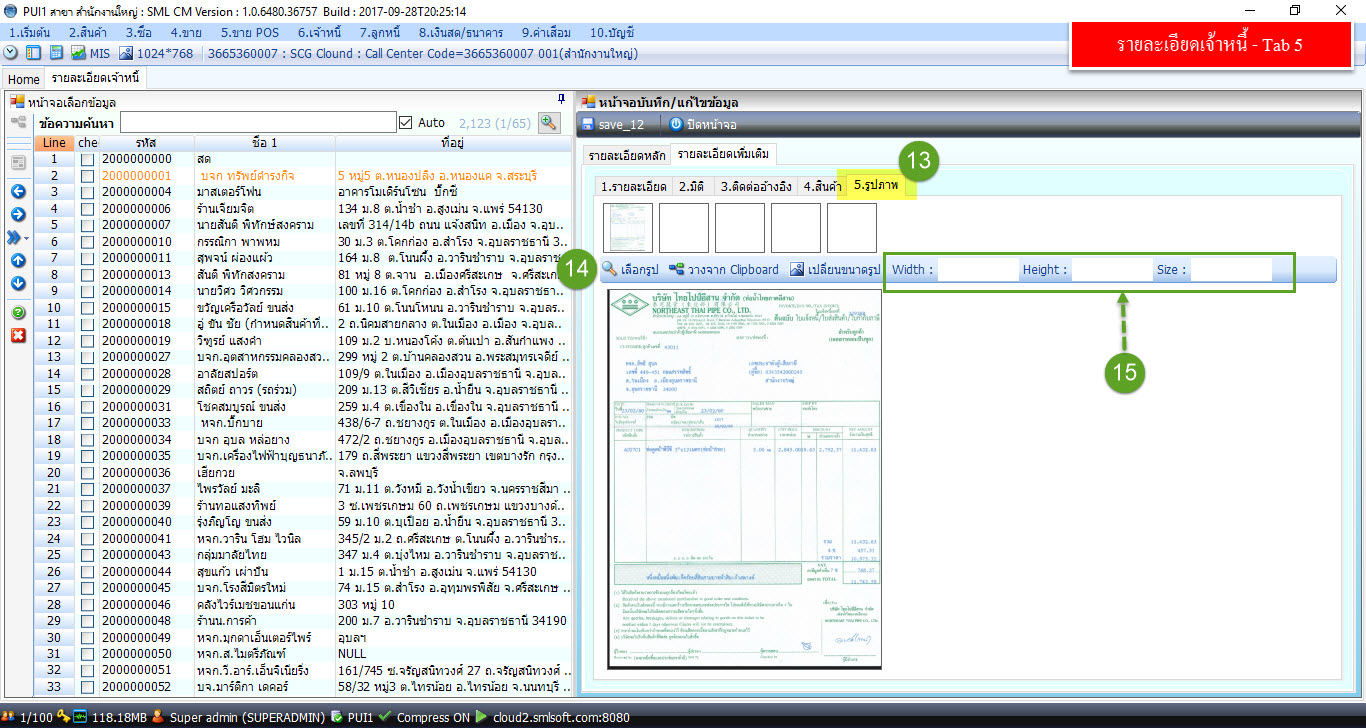 PUI1 สาขา สำนักงานใหญ่ : SML CM Version : 1.0.6480.36757 Build : 2017-09-28T20:25:14
1.เริ่มต้น 2.สินค้า 3.ซื้อ 4.ขาย 5.ขาย POS 6.เจ้าหนี้ 7.ลูกหนี้ 8.เงินสด/ธนาคาร 9.ค่าเสื่อม 10.บัญชี
MIS 1024*768 3665360007 : SCG Clound : Call Center Code=3665360007 001(สำนักงานใหญ่)
รายละเอียดเจ้าหนี้ - Tab 5
Home รายละเอียดเจ้าหนี้
หน้าจอเลือกข้อมูล
ข้อความค้นหา Auto 2,123 (1/65)
Line che รหัส ชื่อ 1 ที่อยู่
1 2000000000 สด
2 2000000001 บจก ทรัพย์ดำรงกิจ 5 หมู่5 ต.หนองปลิง อ.หนองแค จ.สระบุรี
3 2000000004 มาสเตอร์โฟน อาคารโมเดิร์นโซน บิ๊กซี
4 2000000006 ร้านเจียมจิต 134 ม.8 ต.น้ำชำ อ.สูงเม่น จ.แพร่ 54130
5 2000000007 นายสันติ พิทักษ์สงคราม เลขที่ 314/14b ถนน แจ้งสนิท อ.เมือง จ.อุบ..
6 2000000010 กรรณิกา พาพหม 30 ม.3 ต.โคกก่อง อ.สำโรง จ.อุบลราชธานี 3..
7 2000000011 สุพจน์ ผ่องแผ้ว 164 ม.8 ต.โนนผึ้ง อ.วารินชำราบ จ.อุบลราช..
8 2000000013 สันติ พิทักสงคราม 81 หมู่ 8 ต.จาน อ.เมืองศรีสะเกษ จ.ศรีสะเก..
9 2000000014 นายวิศว วิศวกรรม 100 ม.16 ต.โคกก่อง อ.สำโรง จ.อุบลราชธานี..
10 2000000015 ขวัญเครือวัลย์ ขนส่ง 61 ม.10 ต.โนนโหนน อ.วารินชำราบ จ.อุบลร..
11 2000000018 อู่ ขัน ชัย (กำหนดสินค้าที่.. 2 ถ.นิคมสายกลาง ต.ในเมือง อ.เมือง จ.อุบล..
12 2000000019 วิฑูรย์ แสงคำ 109 ม.2 บ.หนองโค้ง ต.ต้นเปา อ.สันกำแพง ..
13 2000000027 บจก.อุตสาหกรรมคลองสว.. 299 หมู่ 2 ต.บ้านคลองสวน อ.พระสมุทรเจดีย์ ..
14 2000000028 อาลัยสปอร์ต 109/9 ต.ในเมือง อ.เมืองอุบลราชธานี จ.อุบล..
15 2000000029 สถิตย์ ถาวร (รถร่วม) 209 ม.13 ต.สีวิเชียร อ.น้ำยืน จ.อุบลราชธานี ..
16 2000000031 โชคสมบูรณ์ ขนส่ง 259 ม.4 ต.เขื่องใน อ.เขื่องใน จ.อุบลราชธานี ..
17 2000000033 หจก.บิ๊กบาย 438/6-7 ถ.ชยางกูร ต.ในเมือง อ.เมืองอุบลรา..
18 2000000034 บจก อุบล หล่อยาง 472/2 ถ.ชยางกูร อ.เมืองอุบลราชธานี จ.อุบล..
19 2000000035 บจก.เครื่องไฟฟ้าบุญธนาภั.. 179 ถ.สี่พระยา แขวงสี่พระยา เขตบางรัก กรุง..
20 2000000036 เฮียกวย จ.ลพบุรี
21 2000000037 ไพรวัลย์ มะลิ 71 ม.11 ต.วังหมี อ.วังน้ำเขียว จ.นครราชสีมา ..
22 2000000039 ร้านทอแสงทิพย์ 3 ซ.เพชรเกษม 60 ถ.เพชรเกษม แขวงบางด้..
23 2000000040 รุ่งภิญโญ ขนส่ง 59 ม.10 ต.บุเปือย อ.น้ำยืน จ.อุบลราชธานี 3..
24 2000000041 หจก.วาริน โฮม ไวนิล 345/2 ม.2 ถ.ศรีสะเกษ ต.โนนผึ้ง อ.วารินชำร..
25 2000000043 กลุ่มมาลัยไทย 347 ม.4 ต.บุ่งไหม อ.วารินชำราบ จ.อุบลราช..
26 2000000044 สุขแก้ว เผ่าปัน 1 ม.15 ต.น้ำชำ อ.สูงเม่น จ.แพร่ 54130
27 2000000045 บจก.โรงสีมิตรใหม่ 74 ม.15 ต.สำโรง อ.อุทุมพรพิสัย จ.ศรีสะเกษ ..
28 2000000046 คลังไวร์เมชขอนแก่น 303 หมู่ 10
29 2000000048 ร้านน.การค้า 200 ม.7 อ.วารินชำราบ จ.อุบลราชธานี 34190
30 2000000049 หจก.มุกดาเอ็นเตอร์ไพร์ อุบลฯ
31 2000000050 หจก.ส.ไมตรีภัณฑ์ NULL
32 2000000051 หจก.วี.อาร์.เอ็นจิเนียริ่ง 161/745 ซ.จรัญสนิทวงศ์ 27 ถ.จรัญสนิทวงศ์ ..
33 2000000052 บจ.มาร์ติกา เดคอร์ 58/32 หมู่3 ต.ไทรน้อย อ.ไทรน้อย จ.นนทบุรี ..
หน้าจอบันทึก/แก้ไขข้อมูล
save_12 ปิดหน้าจอ
รายละเอียดหลัก รายละเอียดเพิ่มเติม
13
1.รายละเอียด 2.มิติ 3.ติดต่ออ้างอิง 4.สินค้า 5.รูปภาพ
14 เลือกรูป วางจาก Clipboard เปลี่ยนขนาดรูป Width : Height : Size :
15
บริษัท ไทยไปป์อีสาน จำกัด (ท่อน้ำไทยภาคอีสาน)
NORTHEAST THAI PIPE CO., LTD.
1/100 118.18MB Super admin (SUPERADMIN) PUI1 Compress ON cloud2.smlsoft.com:8080